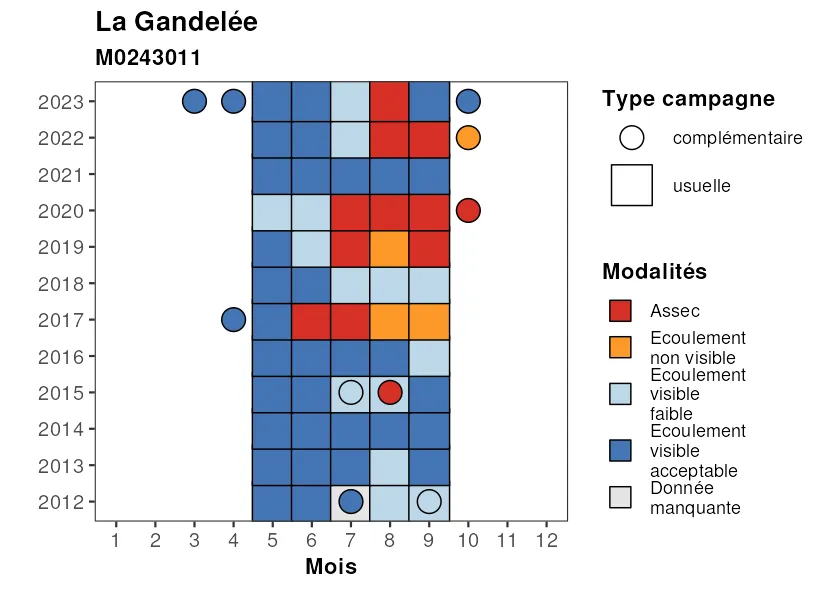 La Gandelée
M0243011
2023
2022
2021
2020
2019
2018
2017
2016
2015
2014
2013
2012
1 2 3 4 5 6 7 8 9 10 11 12
Mois
Type campagne
complémentaire
usuelle
Modalités
Assec
Ecoulement
non visible
Ecoulement
visible
faible
Ecoulement
visible
acceptable
Donnée
manquante